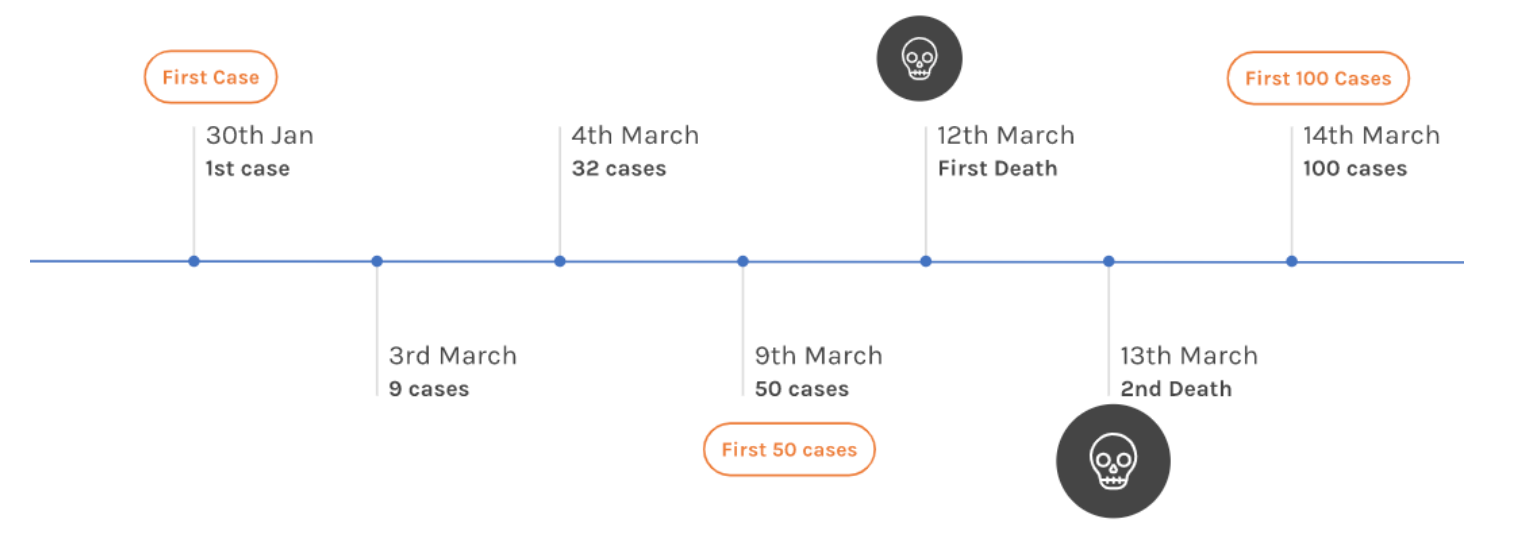 First Case
30th Jan
1st case
3rd March
9 cases
4th March
32 cases
9th March
50 cases
First 50 cases
12th March
First Death
13th March
2nd Death
First 100 Cases
14th March
100 cases